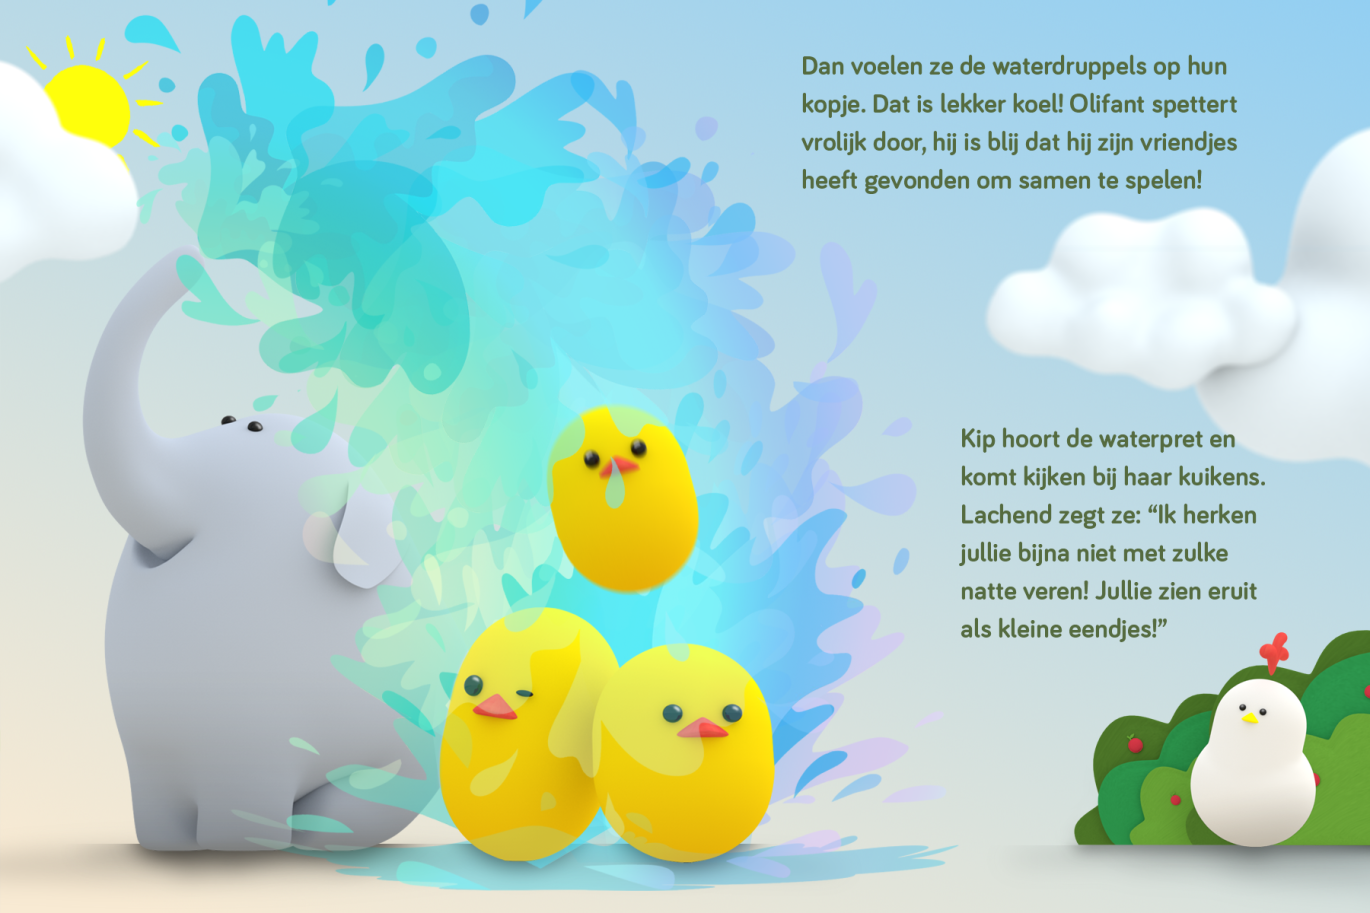 Dan voelen ze de waterdruppels op hun
kopje. Dat is lekker koel! Olifant spettert
vrolijk door, hij is blij dat hij zijn vriendjes
heeft gevonden om samen te spelen!
Kip hoort de waterpret en
komt kijken bij haar kuikens.
Lachend zegt ze: “Ik herken
jullie bijna niet met zulke
natte veren! Jullie zien eruit
als kleine eendjes!”